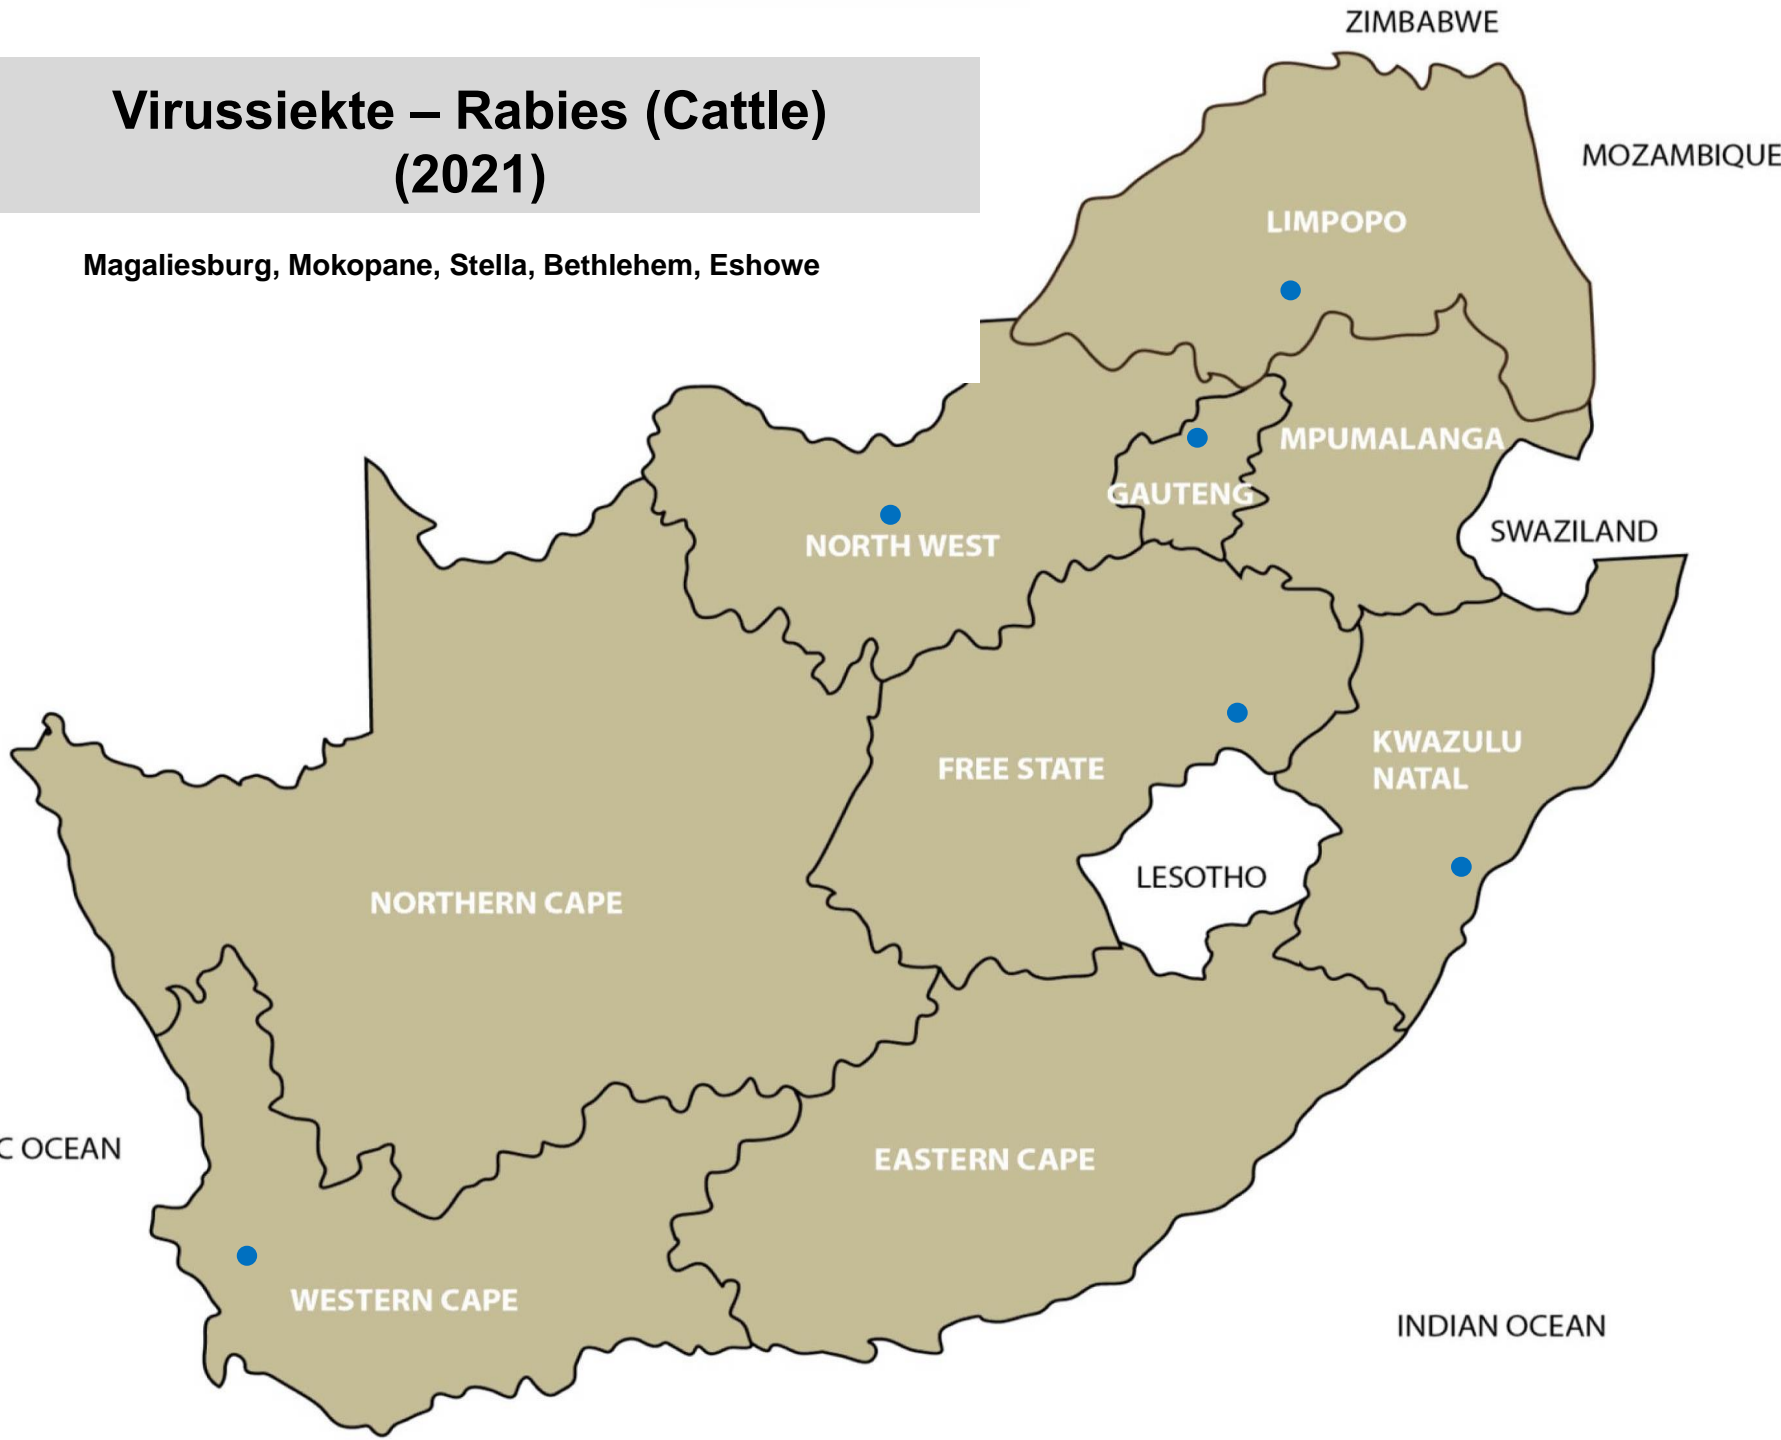 ZIMBABWE
Virussiekte – Rabies (Cattle)
(2021)
MOZAMBIQUE
LIMPOPO
Magaliesburg, Mokopane, Stella, Bethlehem, Eshowe
MPUMALANGA
GAUTENG
SWAZILAND
NORTH WEST
KWAZULU
NATAL
FREE STATE
LESOTHO
NORTHERN CAPE
C OCEAN
EASTERN CAPE
WESTERN CAPE
INDIAN OCEAN